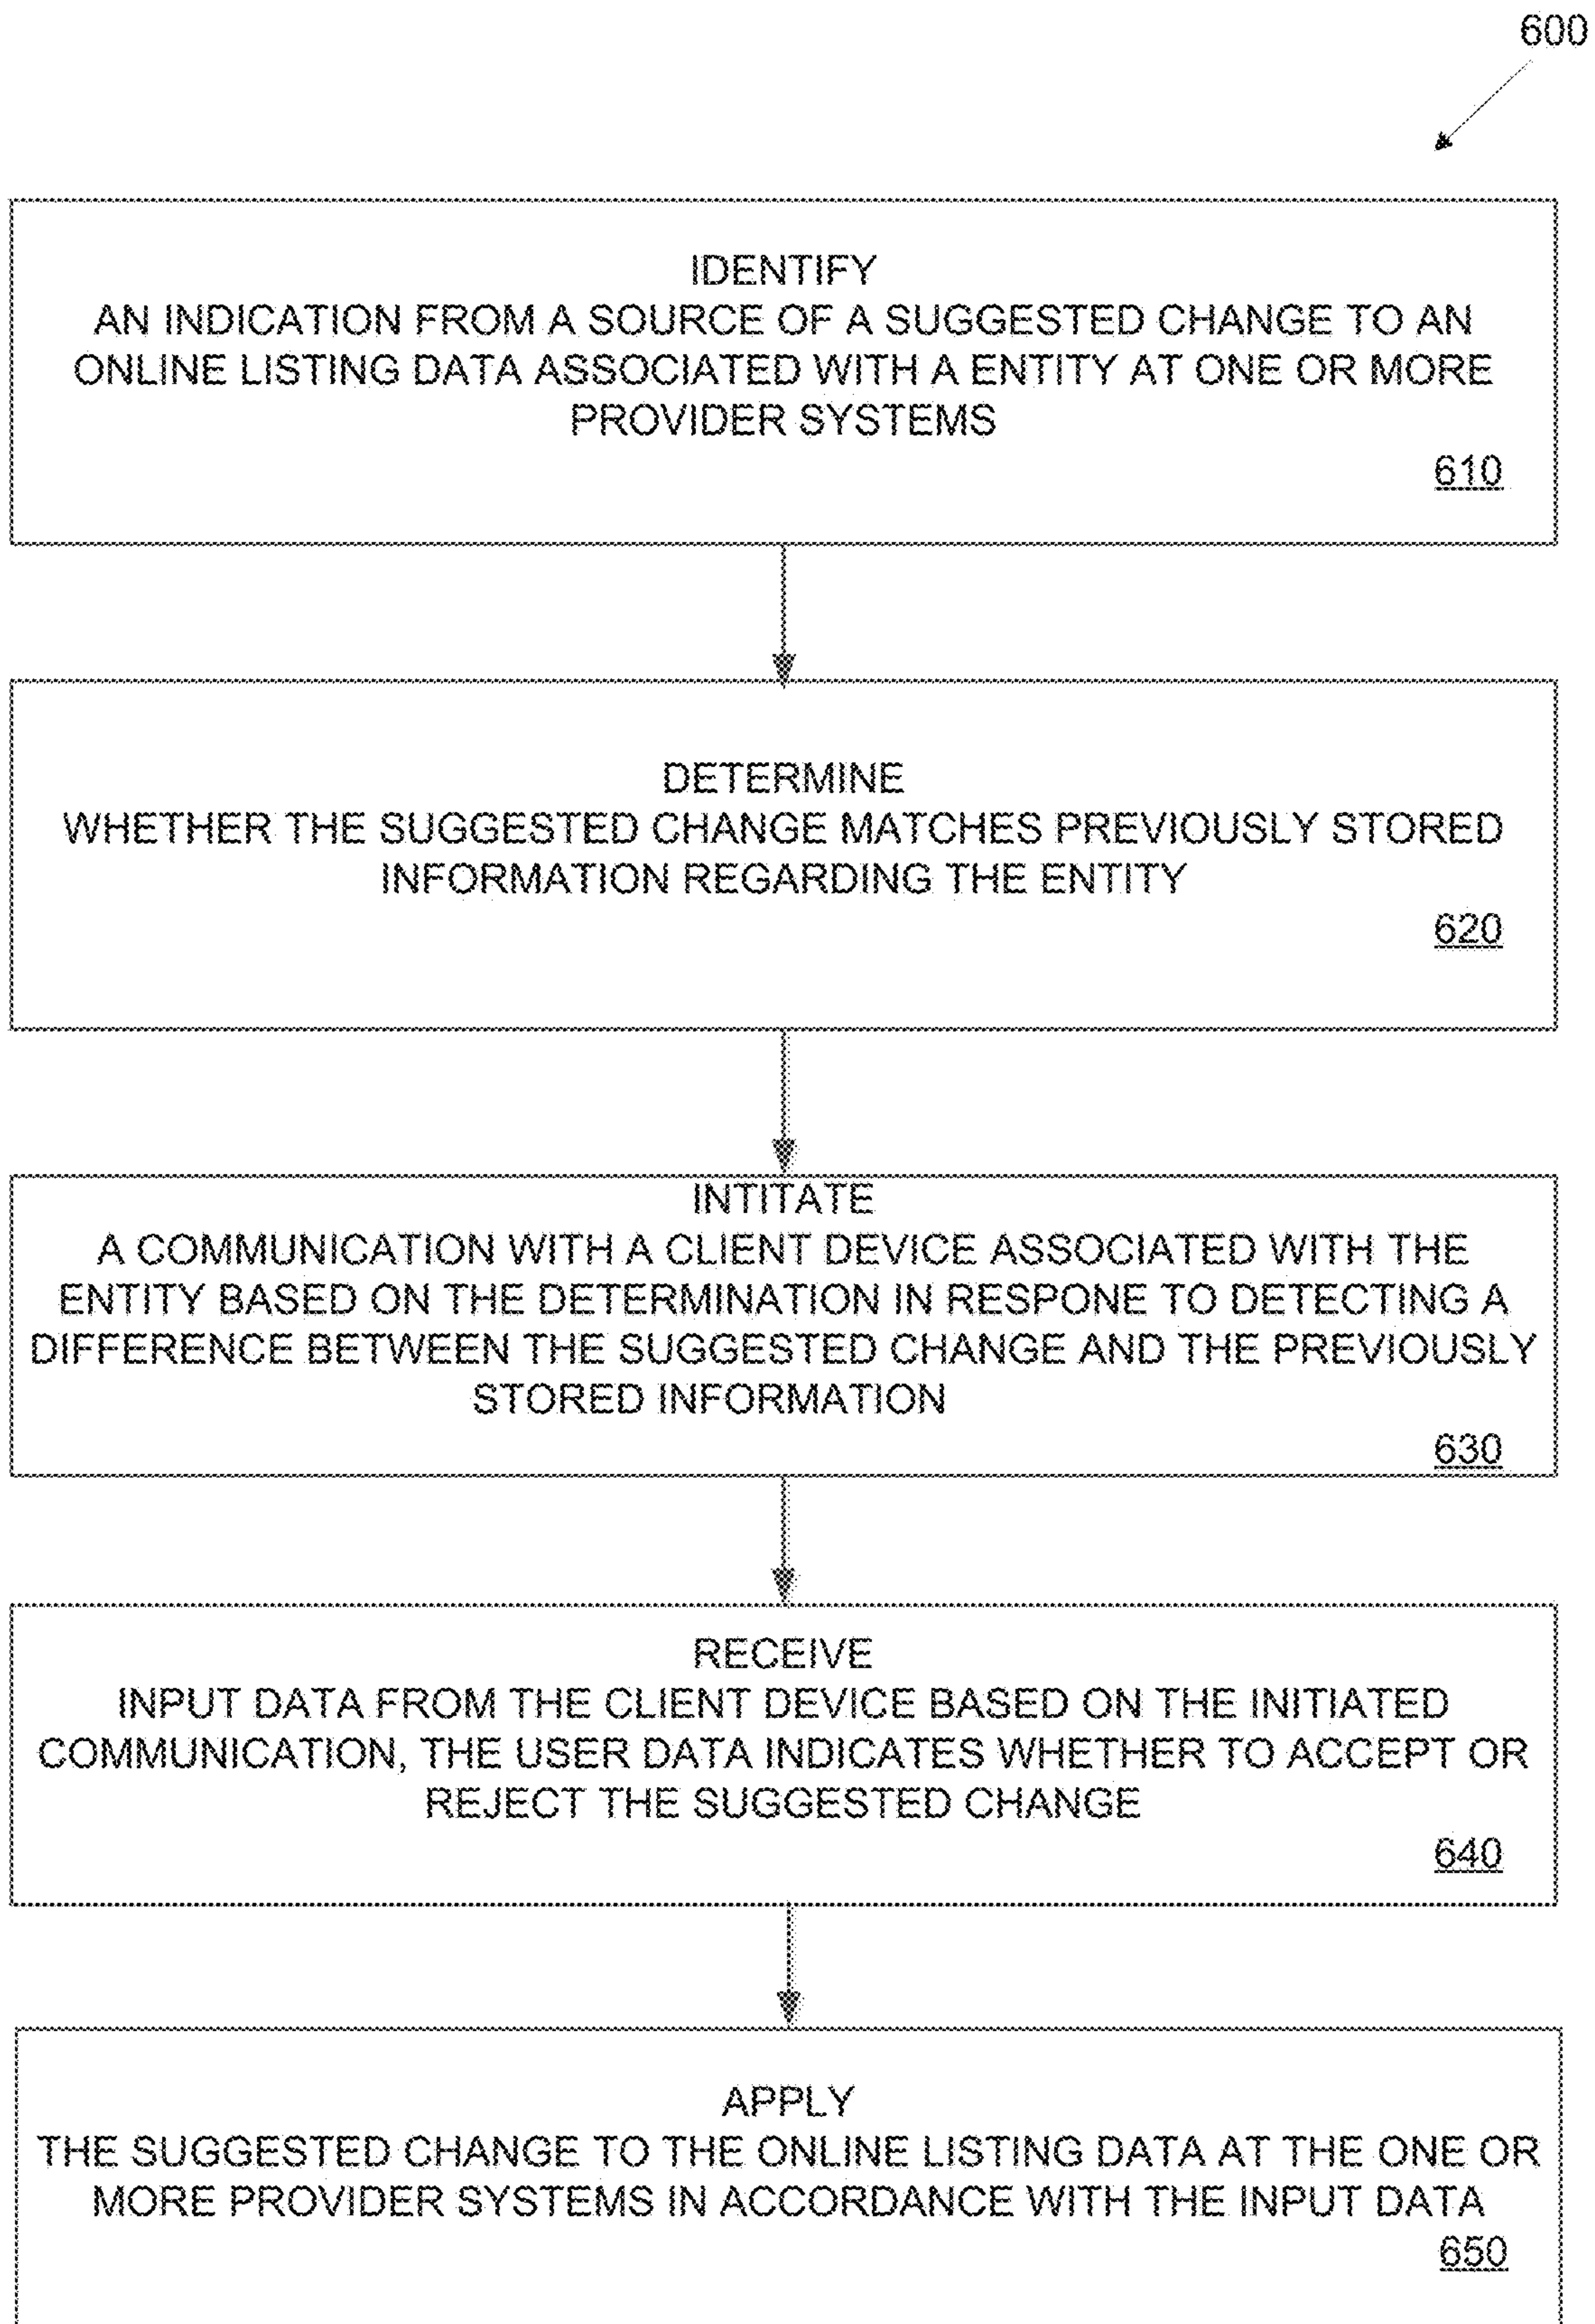 600
IDENTIFY
AN INDICATION FROM A SOURCE OF A SUGGESTED CHANGE TO AN
ONLINE LISTING DATA ASSOCIATED WITH A ENTITY AT ONE OR MORE
PROVIDER SYSTEMS
610
DETERMINE
WHETHER THE SUGGESTED CHANGE MATCHES PREVIOUSLY STORED
INFORMATION REGARDING THE ENTITY
620
INTITATE
A COMMUNICATION WITH A CLIENT DEVICE ASSOCIATED WITH THE
ENTITY BASED ON THE DETERMINATION IN RESPONE TO DETECTING A
DIFFERENCE BETWEEN THE SUGGESTED CHANGE AND THE PREVIOUSLY
STORED INFORMATION
630
RECEIVE
INPUT DATA FROM THE CLIENT DEVICE BASED ON THE INITIATED
COMMUNICATION, THE USER DATA INDICATES WHETHER TO ACCEPT OR
REJECT THE SUGGESTED CHANGE
640
APPLY
THE SUGGESTED CHANGE TO THE ONLINE LISTING DATA AT THE ONE OR
MORE PROVIDER SYSTEMS IN ACCORDANCE WITH THE INPUT DATA
650